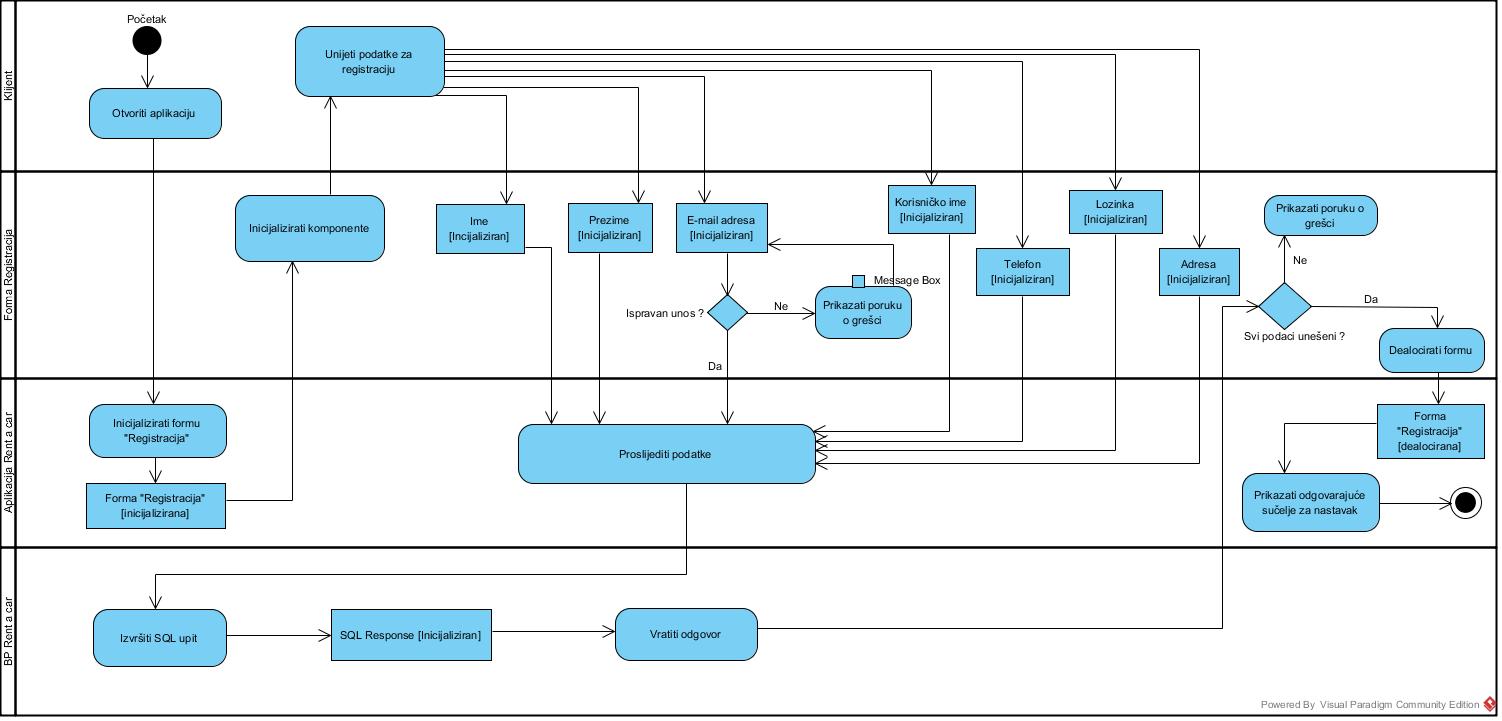 Klijent
Početak
Otvoriti aplikaciju
Unijeti podatke za
registraciju
Forma Registracija
Inicijalizirati komponente
Ime
[Incijaliziran]
Prezime
[Inicijaliziran]
E-mail adresa
[Inicijaliziran]
Korisničko ime
[Inicijaliziran]
Telefon
[Inicijaliziran]
Lozinka
[Inicijaliziran]
Adresa
[Inicijaliziran]
Prikazati poruku o
grešci
Ne
Message Box
Prikazati poruku
o grešci
Ne
Ispravan unos ?
Da
Da
Svi podaci unešeni ?
Dealocirati formu
Aplikacija Rent a car
Inicijalizirati formu
"Registracija"
Forma "Registracija"
[inicijalizirana]
Proslijediti podatke
Forma
"Registracija"
[dealocirana]
Prikazati odgovarajuće
sučelje za nastavak
BP Rent a car
Izvršiti SQL upit
SQL Response [Inicijaliziran]
Vratiti odgovor
Powered By Visual Paradigm Community Edition